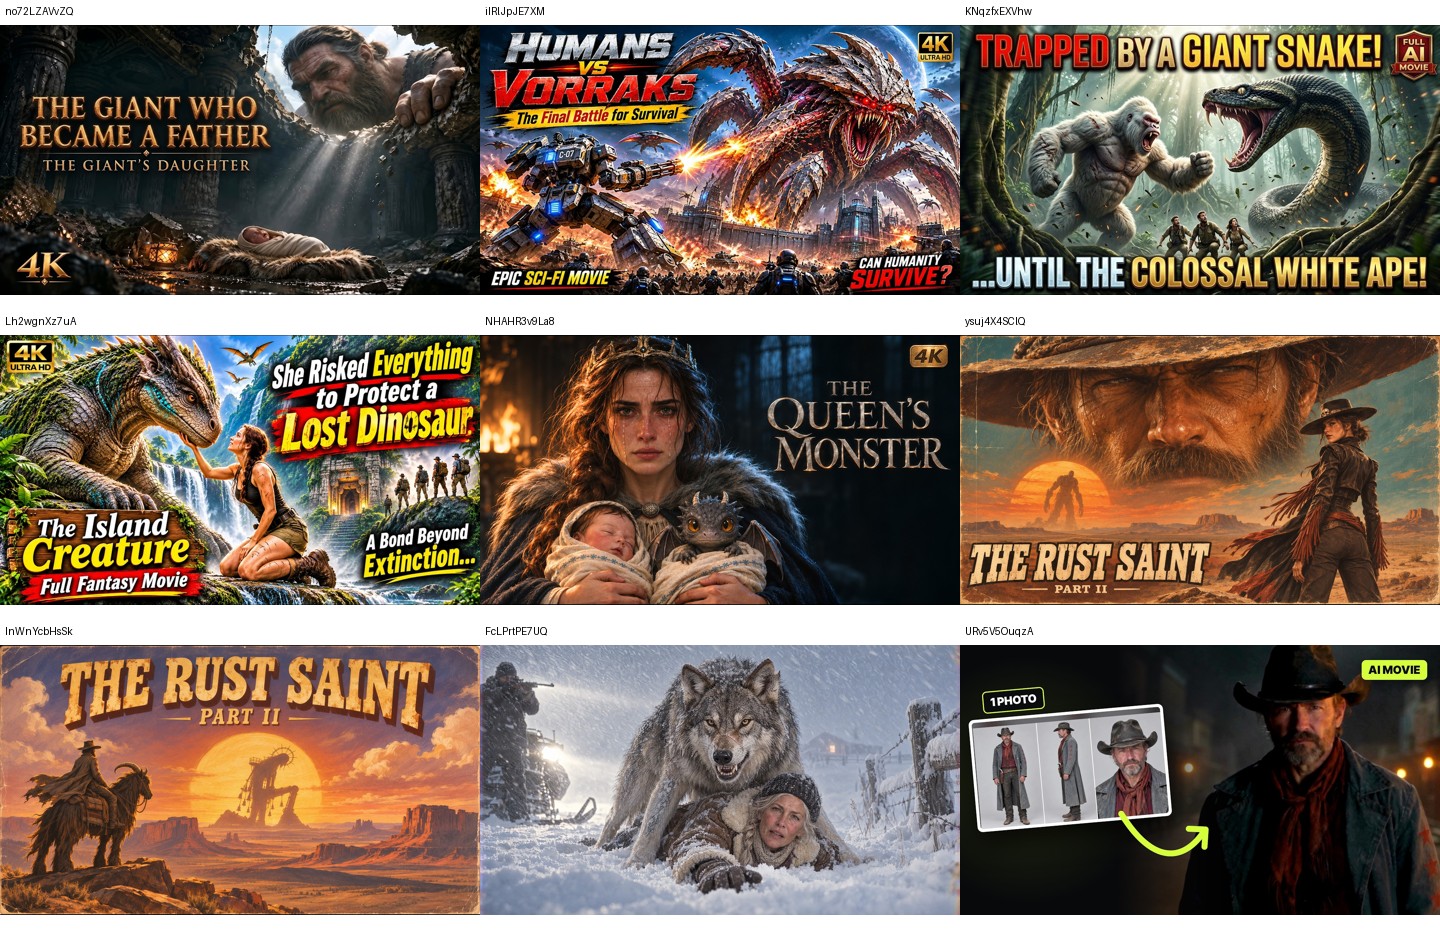 no72LZAVvZQ
THE GIANT WHO
BECAME A FATHER
THE GIANT'S DAUGHTER
4K
ilRlJpJE7XM
HUMANS
VS
VORRAKS
The Final Battle for Survival
4K
ULTRA HD
C-07
EPIC SCI-FI MOVIE
CAN HUMANITY
SURVIVE?
KNqzfxEXVhw
TRAPPED BY A GIANT SNAKE!
FULL
AI
MOVIE
...UNTIL THE COLOSSAL WHITE APE!
Lh2wgnXz7uA
4K
ULTRA HD
She Risked Everything
to Protect a
Lost Dinosaur
The Island
Creature
Full Fantasy Movie
A Bond Beyond
Extinction...
NHAHR3v9La8
4K
THE
QUEEN'S
MONSTER
ysuj4X4SCIQ
THE RUST SAINT
PART II
InWnYcbHsSk
THE RUST SAINT
PART II
FcLPrtPE7UQ
URv5V5OuqzA
AI MOVIE
1 PHOTO